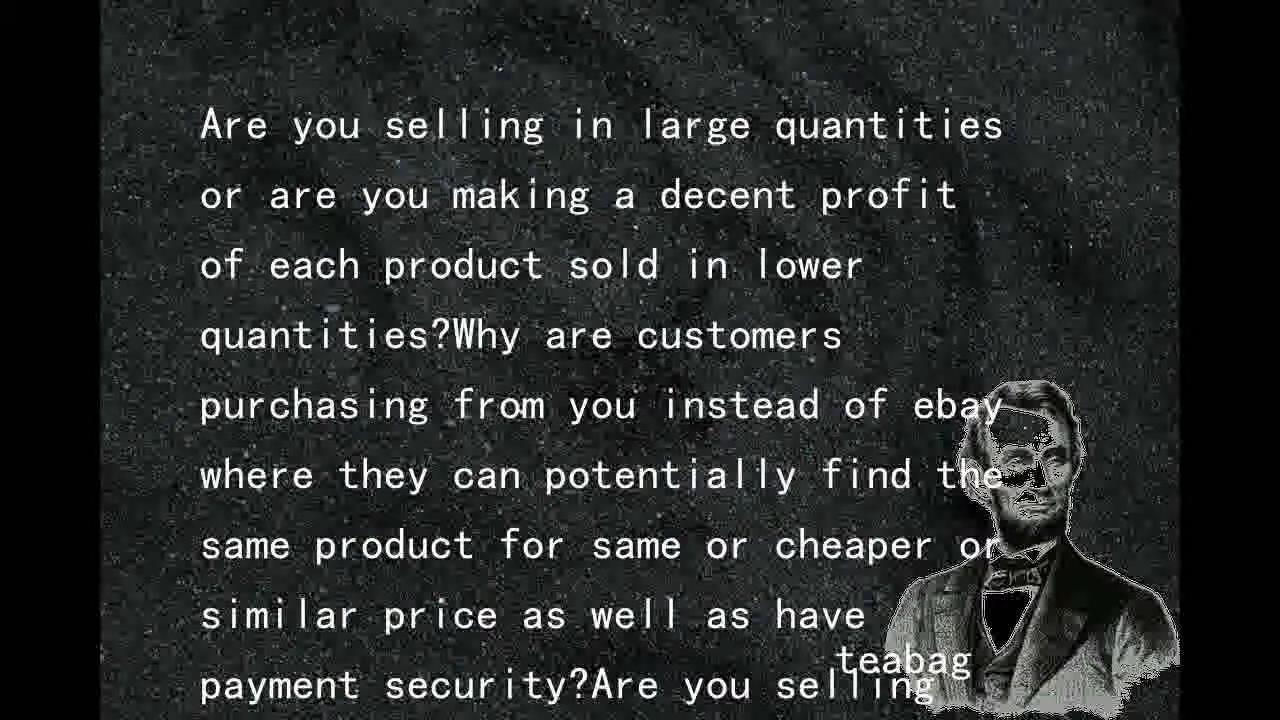 Are you selling in large quantities
or are you making a decent profit
of each product sold in lower
quantities?Why are customers
purchasing from you instead of ebay
where they can potentially find the
same product for same or cheaper or
similar price as well as have
teabag
payment security?Are you selling